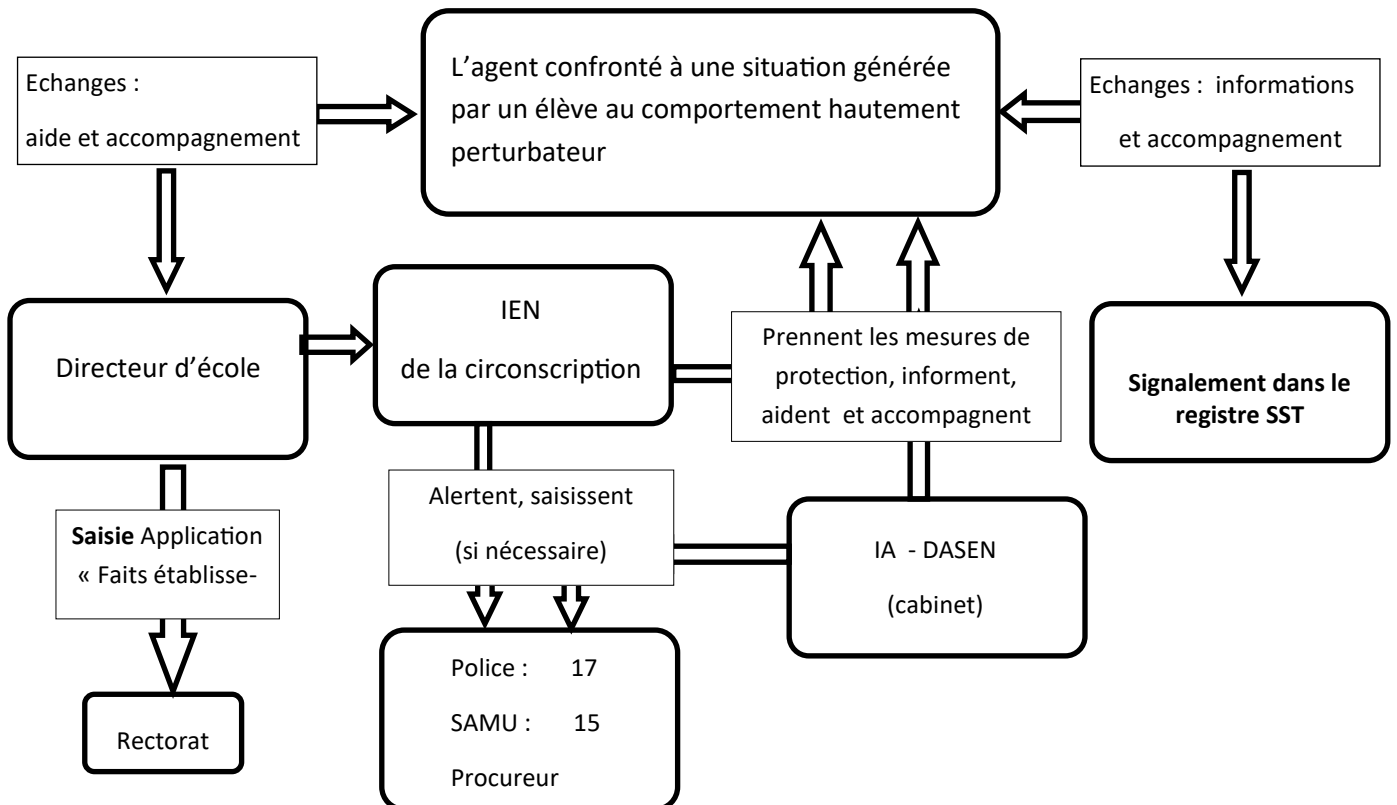 Echanges :
aide et accompagnement
L'agent confronté à une situation générée
par un élève au comportement hautement
perturbateur
Echanges : informations
et accompagnement
Directeur d'école
IEN
de la circonscription
Prennent les mesures de
protection, informent,
aident et accompagnent
Signalement dans le
registre SST
Saisie Application
« Faits établisse-
Alertent, saisissent
(si nécessaire)
IA - DASEN
(cabinet)
Rectorat
Police : 17
SAMU : 15
Procureur